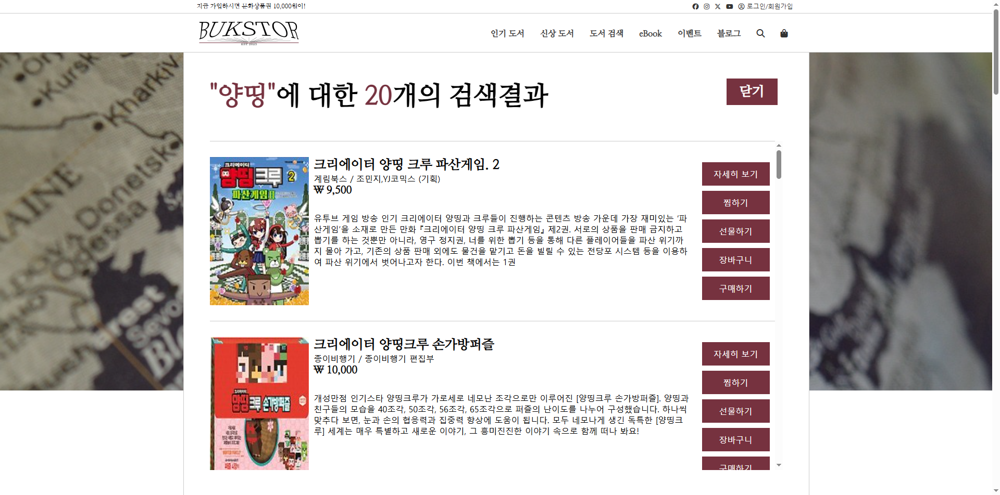 지금 가입하시면 문화상품권 10,000원이!
로그인/회원가입
BUKSTOR
EST 2025
인기 도서 신상 도서 도서 검색 eBook 이벤트 블로그
Kursk
Kharkiv
Donetsk
Odessa
AINE
"양띵"에 대한 20개의 검색결과
닫기
크리에이터
양띵크루 2
파산게임 II
크리에이터 양띵 크루 파산게임. 2
계림북스 / 조민지,YJ코믹스 (기획)
₩ 9,500
유투브 게임 방송 인기 크리에이터 양띵과 크루들이 진행하는 콘텐츠 방송 가운데 가장 재미있는 ‘파
산게임’을 소재로 만든 만화 『크리에이터 양띵 크루 파산게임』 제2권. 서로의 상품을 판매 금지하고
뽑기를 하는 것뿐만 아니라, 영구 정지권, 너를 위한 뽑기 등을 통해 다른 플레이어들을 파산 위기까
지 몰아 가고, 기존의 상품 판매 외에도 물건을 맡기고 돈을 빌릴 수 있는 전당포 시스템 등을 이용하
여 파산 위기에서 벗어나고자 한다. 이번 책에서는 1권
자세히 보기
찜하기
선물하기
장바구니
구매하기
양띵크루 손가방퍼즐
크리에이터 양띵크루 손가방퍼즐
종이비행기 / 종이비행기 편집부
₩ 10,000
개성만점 인기스타 양띵크루가 가로세로 네모난 조각으로만 이루어진 [양띵크루 손가방퍼즐]. 양띵과
친구들의 모습을 40조각, 50조각, 56조각, 65조각으로 퍼즐의 난이도를 나누어 구성했습니다. 하나씩
맞추다 보면, 눈과 손의 협응력과 집중력 향상에 도움이 됩니다. 모두 네모나게 생긴 독특한 [양띵크
루] 세계는 매우 특별하고 새로운 이야기, 그 흥미진진한 이야기 속으로 함께 떠나 봐요!
자세히 보기
찜하기
선물하기
장바구니
구매하기